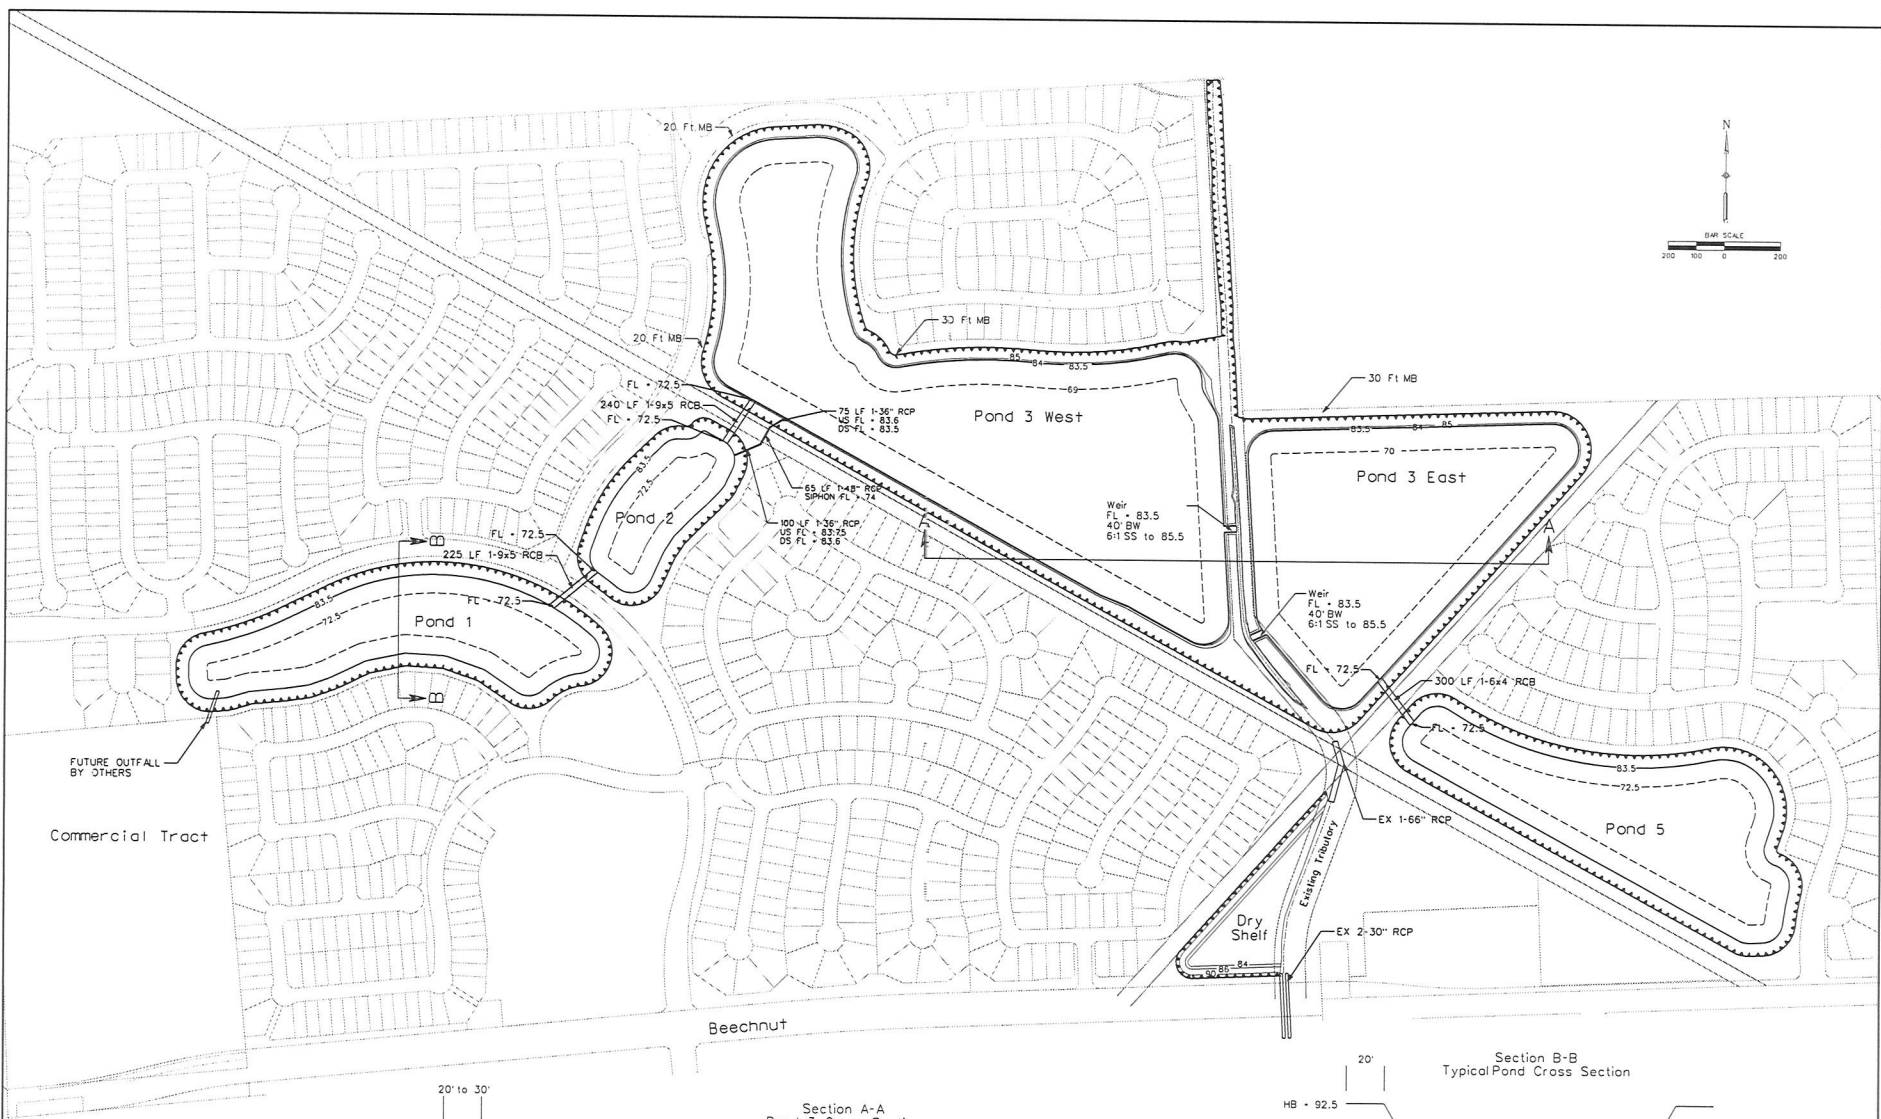 N
BAR SCALE
200 100 0 200
20 Ft MB
20 Ft MB
30 Ft MB
30 Ft MB
85
84
83.5
69
FL = 72.5
240 LF 1-9x5 RCB
FL = 72.5
75 LF 1-36" RCP
US FL = 83.6
DS FL = 83.5
Pond 3 West
83.5
84
85
70
Pond 3 East
83.5
72.5
Pond 2
65 LF 1-48" RCP
SIPHON FL = 74
100 LF 1-36" RCP
US FL = 83.75
DS FL = 83.6
Weir
FL = 83.5
40' BW
6:1 SS to 85.5
A
A
FL = 72.5
225 LF 1-9x5 RCB
FL = 72.5
B
B
83.5
72.5
Pond 1
Weir
FL = 83.5
40' BW
6:1 SS to 85.5
FL = 72.5
300 LF 1-6x4 RCB
FL = 72.5
83.5
72.5
Pond 5
FUTURE OUTFALL
BY OTHERS
Commercial Tract
EX 1-66" RCP
Existing Tributary
Dry
Shelf
EX 2-30" RCP
84
86
90
Beechnut
20' to 30'
Section A-A
20'
Section B-B
Typical Pond Cross Section
HB = 92.5